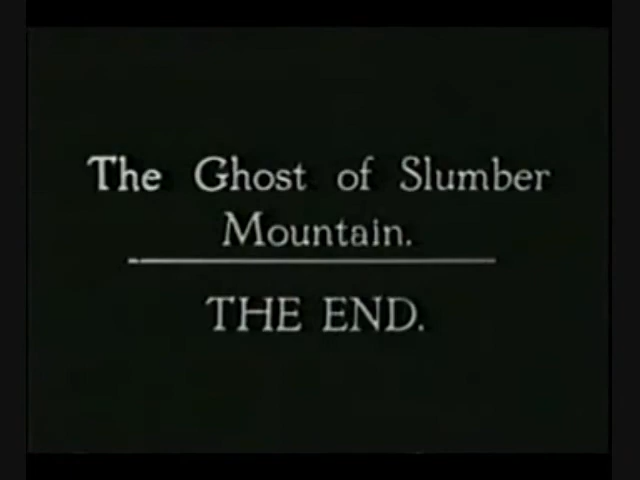 The Ghost of Slumber
Mountain.
THE END.